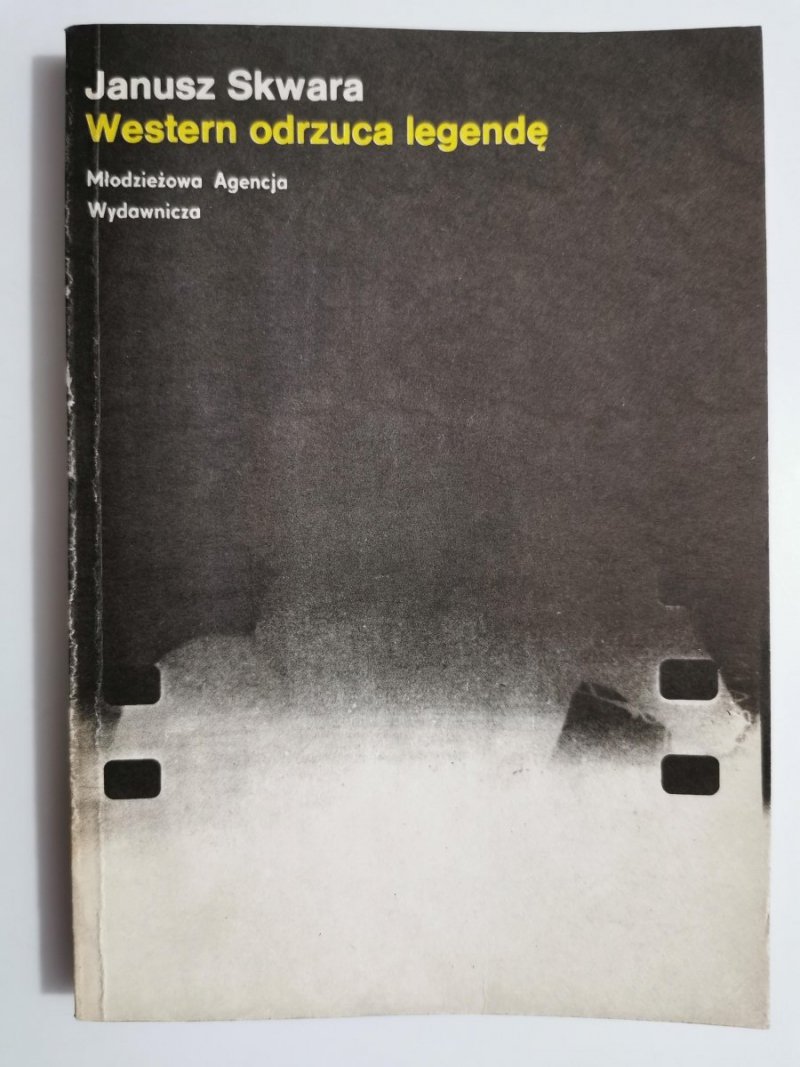 Janusz Skwara
Western odrzuca legendę
Młodzieżowa Agencja
Wydawnicza